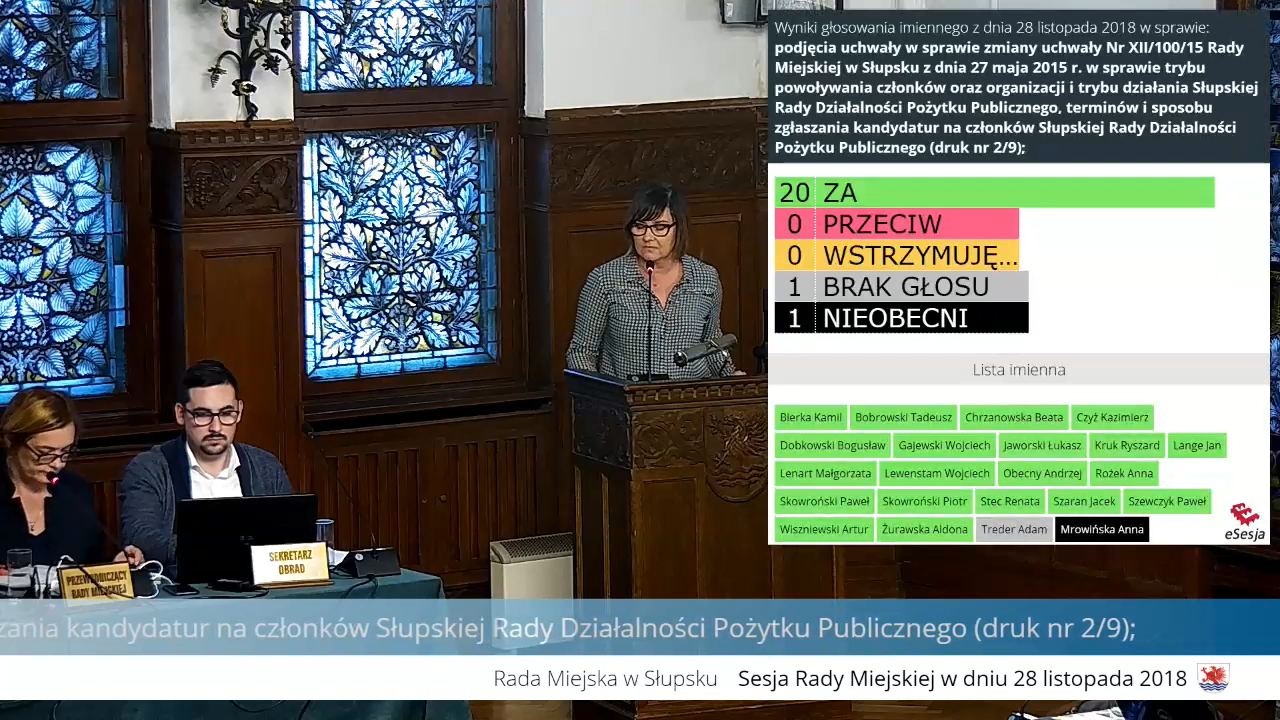 Wyniki głosowania imiennego z dnia 28 listopada 2018 w sprawie:
podjęcia uchwały w sprawie zmiany uchwały Nr XII/100/15 Rady
Miejskiej w Słupsku z dnia 27 maja 2015 r. w sprawie trybu
powoływania członków oraz organizacji i trybu działania Słupskiej
Rady Działalności Pożytku Publicznego, terminów i sposobu
zgłaszania kandydatur na członków Słupskiej Rady Działalności
Pożytku Publicznego (druk nr 2/9);
20 ZA
0 PRZECIW
0 WSTRZYMUJĘ...
1 BRAK GŁOSU
1 NIEOBECNI
Lista imienna
Bierka Kamil Bobrowski Tadeusz Chrzanowska Beata Czyż Kazimierz
Dobkowski Bogusław Gajewski Wojciech Jaworski Łukasz Kruk Ryszard Lange Jan
Lenart Małgorzata Lewenstam Wojciech Obecny Andrzej Rożek Anna
Skowroński Paweł Skowroński Piotr Stec Renata Szaran Jacek Szewczyk Paweł
Wiszniewski Artur Żurawska Aldona Treder Adam Mrowińska Anna
eSesja
SEKRETARZ
OBRAD
PRZEWODNICZĄCY
RADY MIEJSKIEJ
zania kandydatur na członków Słupskiej Rady Działalności Pożytku Publicznego (druk nr 2/9);
Rada Miejska w Słupsku Sesja Rady Miejskiej w dniu 28 listopada 2018